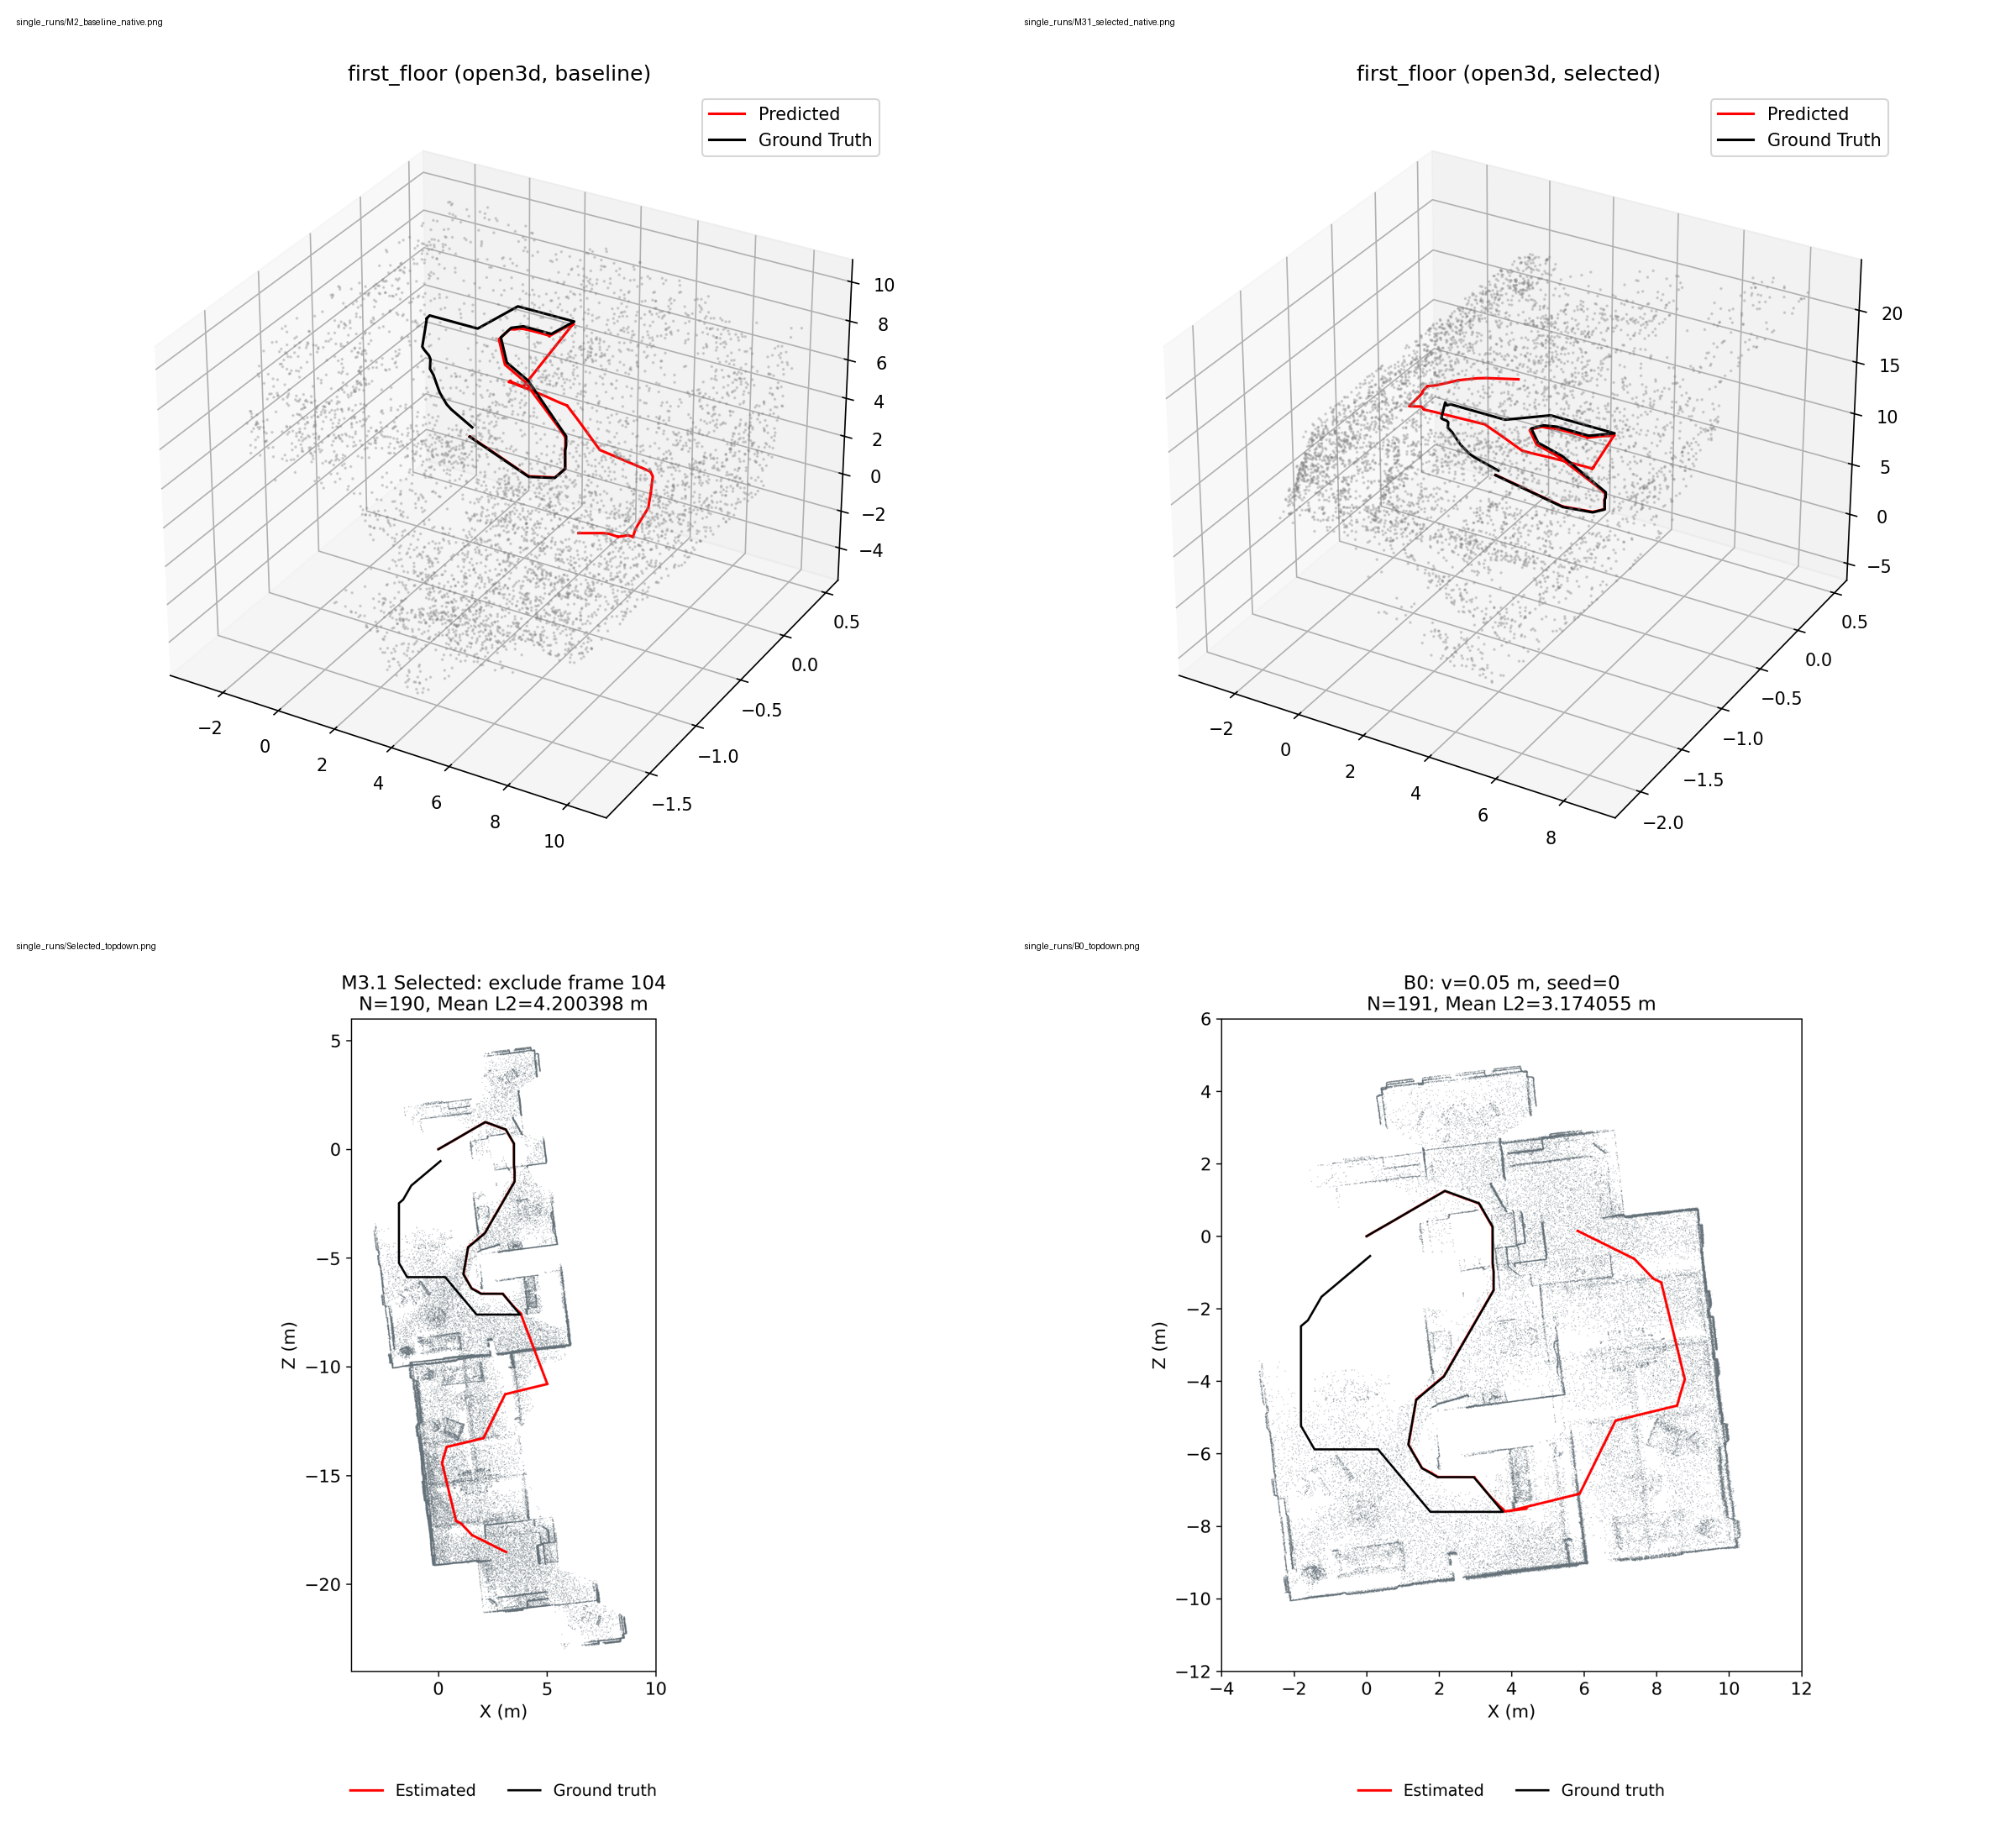 single_runs/M2_baseline_native.png
first_floor (open3d, baseline)
Predicted
Ground Truth
10
8
6
4
2
0
−2
−4
0.5
0.0
−0.5
−1.0
−1.5
−2
0
2
4
6
8
10
single_runs/M31_selected_native.png
first_floor (open3d, selected)
Predicted
Ground Truth
20
15
10
5
0
−5
0.5
0.0
−0.5
−1.0
−1.5
−2.0
−2
0
2
4
6
8
single_runs/Selected_topdown.png
M3.1 Selected: exclude frame 104
N=190, Mean L2=4.200398 m
5
0
−5
−10
−15
−20
Z (m)
0 5 10
X (m)
Estimated Ground truth
single_runs/B0_topdown.png
B0: v=0.05 m, seed=0
N=191, Mean L2=3.174055 m
6
4
2
0
−2
−4
−6
−8
−10
−12
Z (m)
−4 −2 0 2 4 6 8 10 12
X (m)
Estimated Ground truth